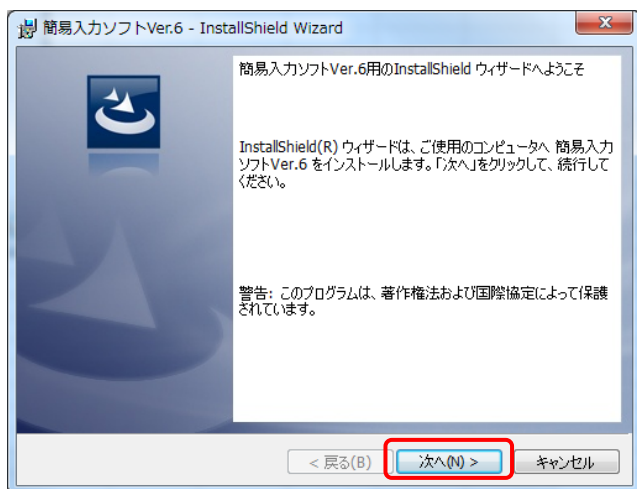 簡易入力ソフトVer.6 - InstallShield Wizard
簡易入力ソフトVer.6用のInstallShield ウィザードへようこそ
InstallShield(R) ウィザードは、ご使用のコンピュータへ 簡易入力
ソフトVer.6 をインストールします。「次へ」をクリックして、続行して
ください。
警告: このプログラムは、著作権法および国際協定によって保護
されています。
< 戻る(B)
次へ(N) >
キャンセル